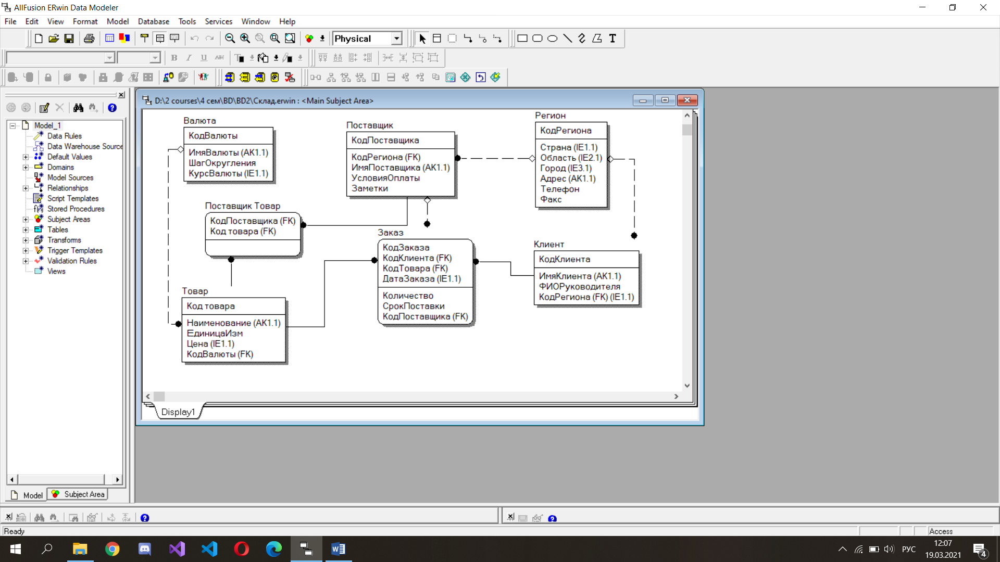 AllFusion ERwin Data Modeler
File Edit View Format Model Database Tools Services Window Help
Physical
T
B I U ABC
T
D:\2 courses\4 сем\BD\BD2\Склад.erwin : <Main Subject Area>
Model_1
Data Rules
Data Warehouse Source
Default Values
Domains
Model Sources
Relationships
Script Templates
Stored Procedures
Subject Areas
Tables
Transforms
Trigger Templates
Validation Rules
Views
Model
Subject Area
Валюта
КодВалюты
ИмяВалюты (AK1.1)
ШагОкругления
КурсВалюты (IE1.1)
Поставщик
КодПоставщика
КодРегиона (FK)
ИмяПоставщика (AK1.1)
УсловияОплаты
Заметки
Регион
КодРегиона
Страна (IE1.1)
Область (IE2.1)
Город (IE3.1)
Адрес (AK1.1)
Телефон
Факс
Поставщик Товар
КодПоставщика (FK)
Код товара (FK)
Заказ
КодЗаказа
КодКлиента (FK)
КодТовара (FK)
ДатаЗаказа (IE1.1)
Количество
СрокПоставки
КодПоставщика (FK)
Клиент
КодКлиента
ИмяКлиента (AK1.1)
ФИОРуководителя
КодРегиона (FK) (IE1.1)
Товар
Код товара
Наименование (AK1.1)
ЕдиницаИзм
Цена (IE1.1)
КодВалюты (FK)
Display1
Ready
Access
РУС
12:07
19.03.2021
4